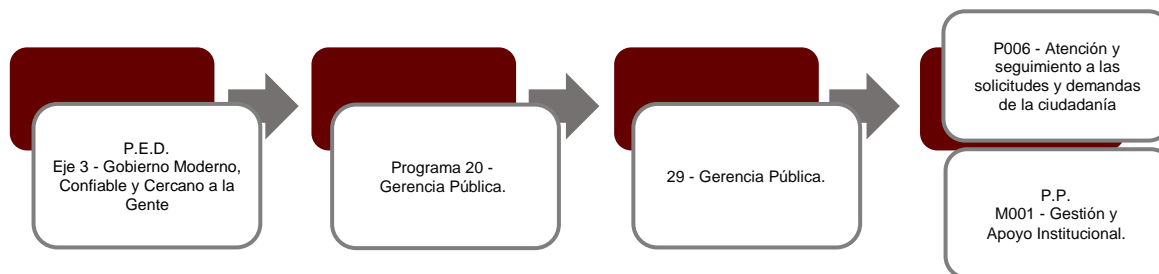 P.E.D.
Eje 3 - Gobierno Moderno,
Confiable y Cercano a la
Gente
Programa 20 -
Gerencia Pública.
29 - Gerencia Pública.
P006 - Atención y
seguimiento a las
solicitudes y demandas
de la ciudadanía
P.P.
M001 - Gestión y
Apoyo Institucional.